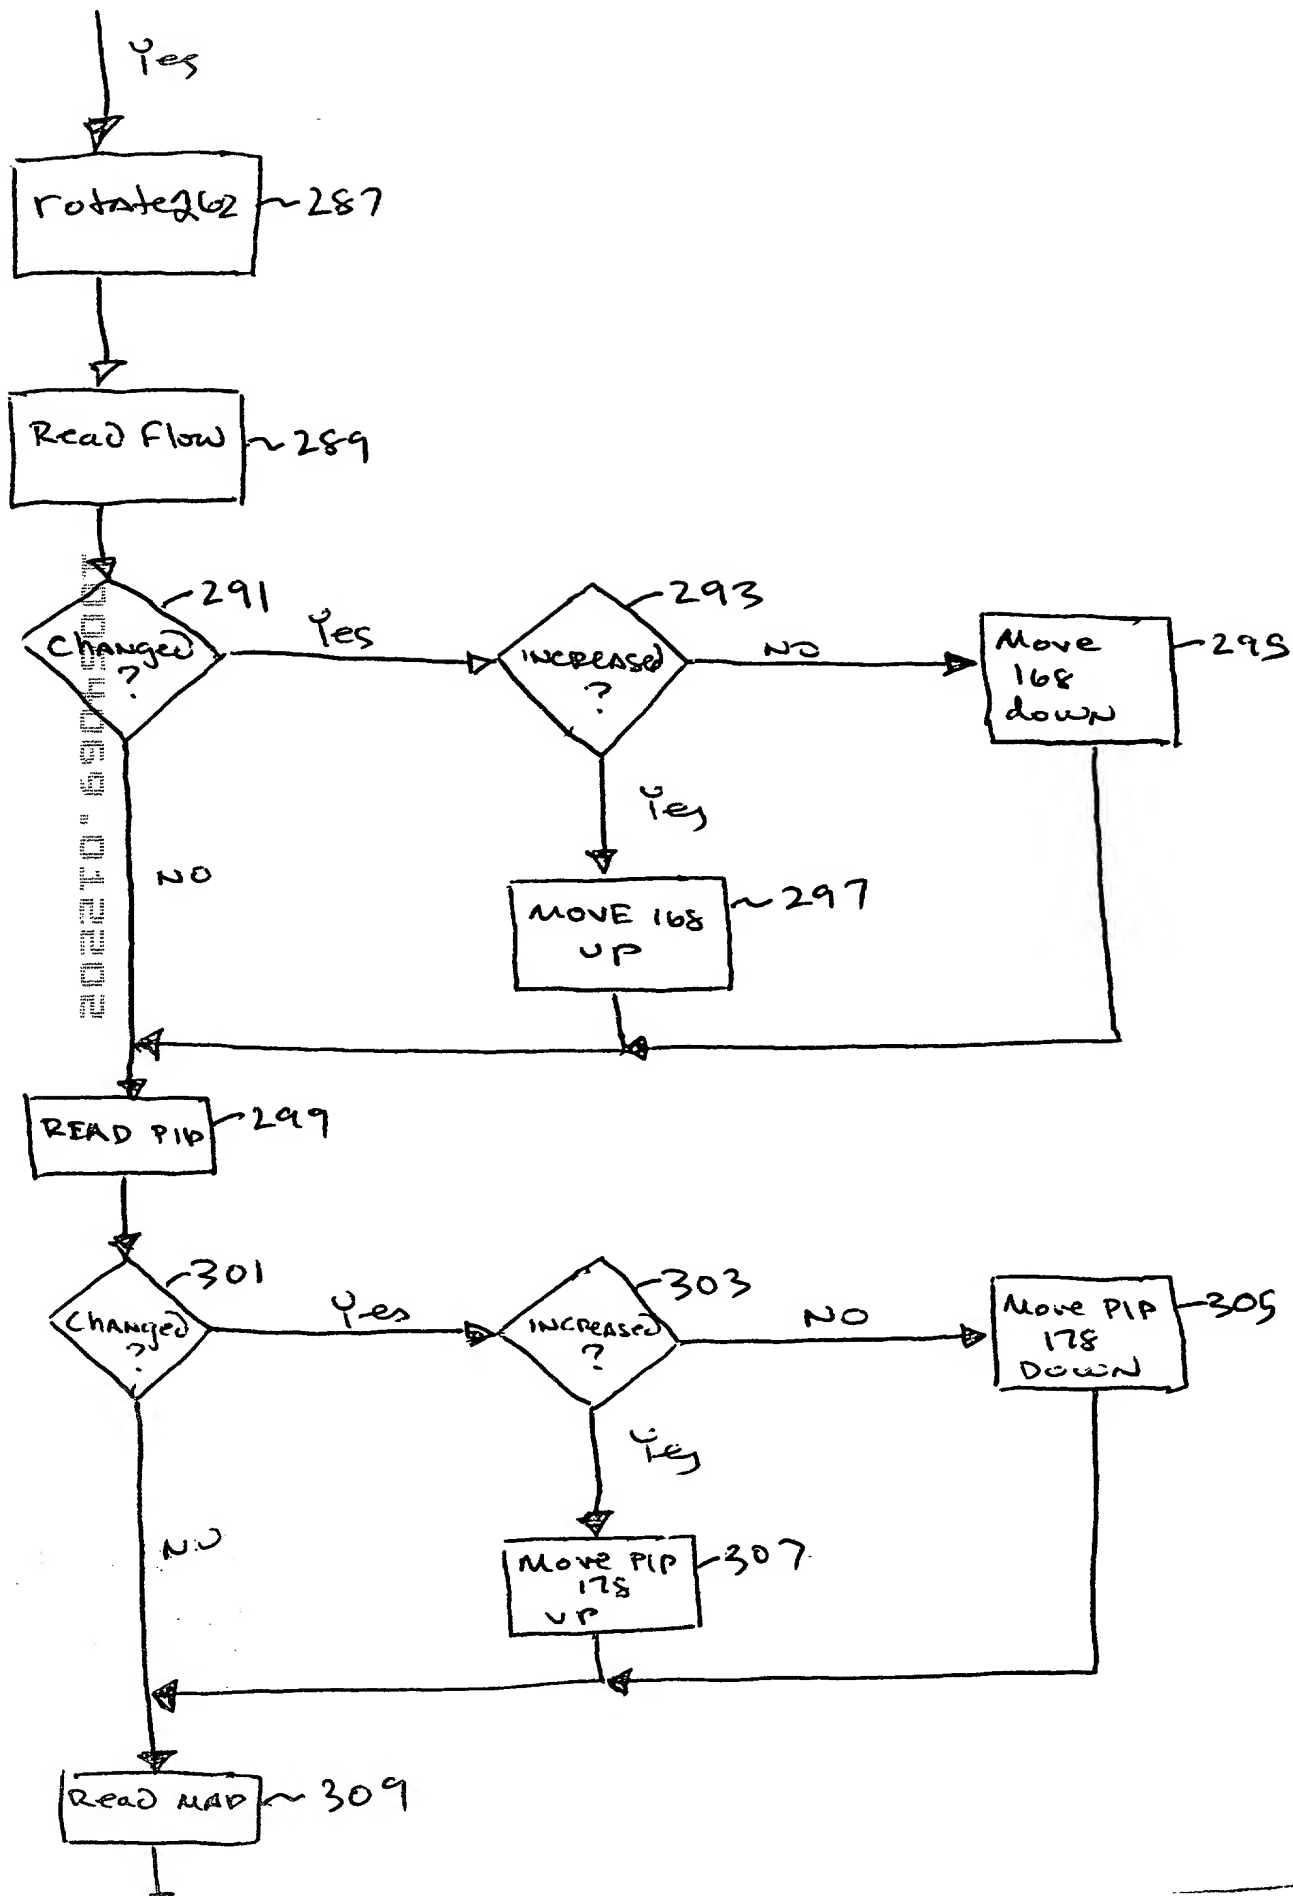 Yes
rotate 262
287
Read Flow
289
291
Changed
?
Yes
293
INCREASED
?
NO
Move
168
down
295
Yes
NO
MOVE 168
UP
297
READ PIP
299
301
Changed
?
Yes
303
INCREASED
?
NO
Move PIP
178
DOWN
305
Yes
NO
Move PIP
178
UP
307
Read MAP
309